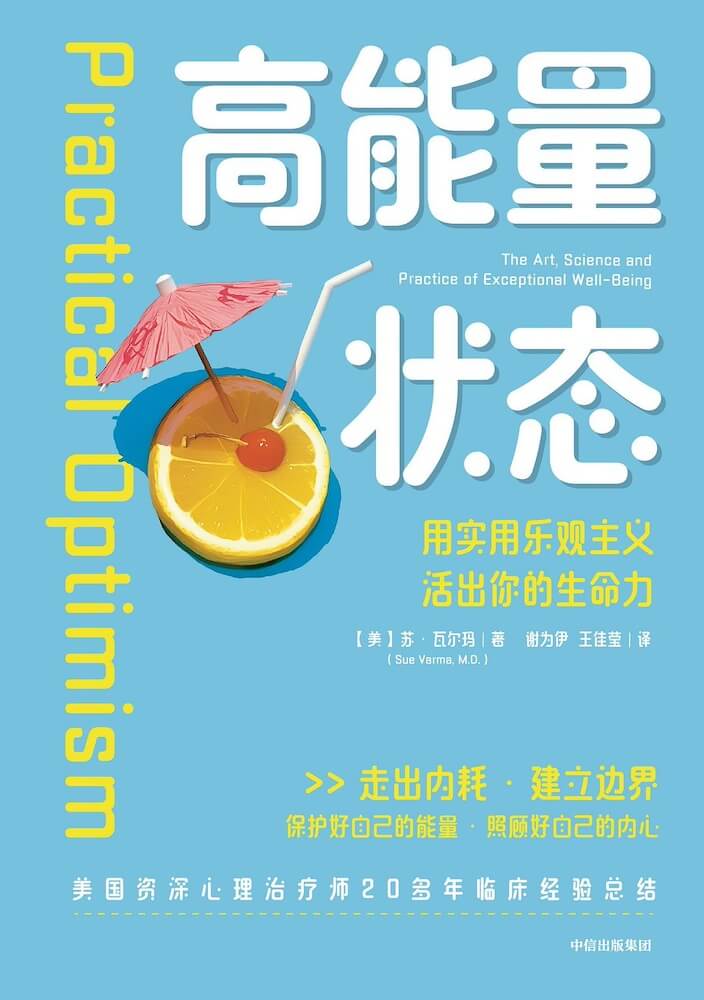 Practical Optimism
高能量
The Art, Science and
Practice of Exceptional Well-Being
状态
用实用乐观主义
活出你的生命力
【美】苏·瓦尔玛|著 谢为伊 王佳莹|译
(Sue Varma, M.D.)
>> 走出内耗 · 建立边界
保护好自己的能量 · 照顾好自己的内心
美国资深心理治疗师20多年临床经验总结
中信出版集团